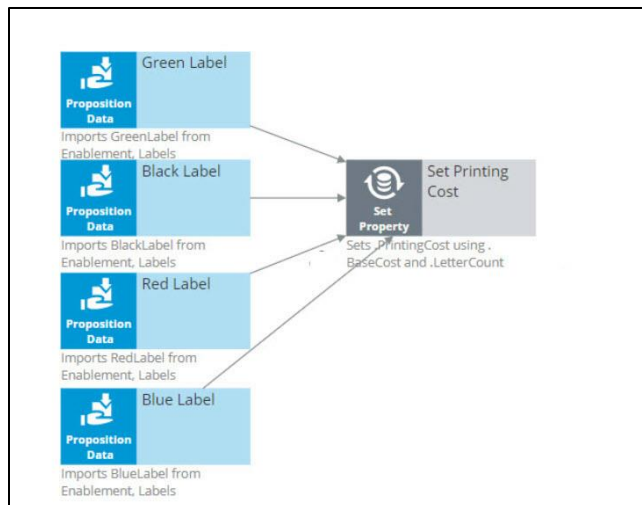 Green Label
Proposition
Data
Imports GreenLabel from
Enablement, Labels
Black Label
Proposition
Data
Imports BlackLabel from
Enablement, Labels
Red Label
Proposition
Data
Imports RedLabel from
Enablement, Labels
Blue Label
Proposition
Data
Imports BlueLabel from
Enablement, Labels
Set Printing
Cost
Set
Property
Sets .PrintingCost using .
BaseCost and .LetterCount